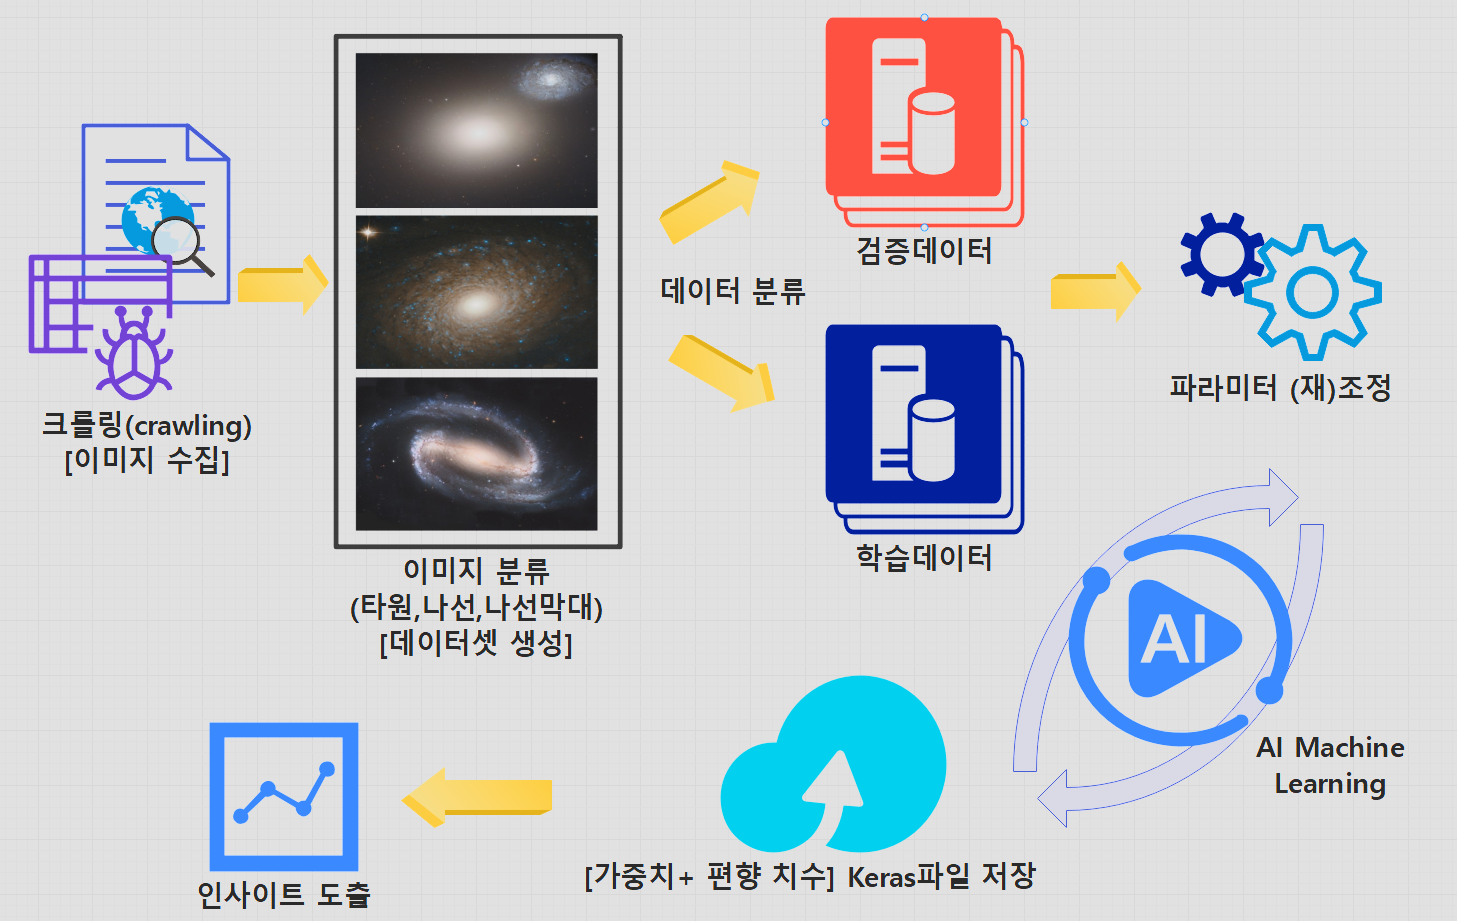 크롤링(crawling)
[이미지 수집]
이미지 분류
(타원,나선,나선막대)
[데이터셋 생성]
데이터 분류
검증데이터
학습데이터
파라미터 (재)조정
AI
AI Machine
Learning
[가중치+ 편향 치수] Keras파일 저장
인사이트 도출